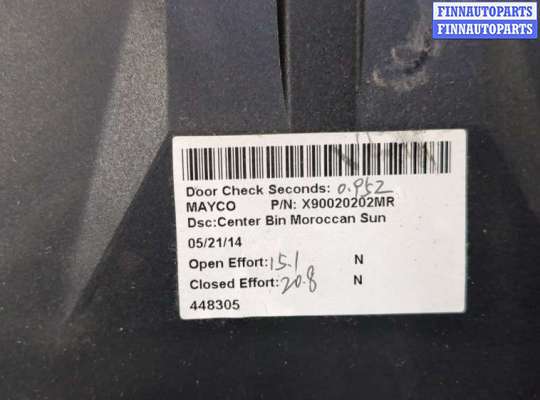 FINNAUTOPARTS
FINNAUTOPARTS
Door Check Seconds: 0.952
MAYCO P/N: X90020202MR
Dsc:Center Bin Moroccan Sun
05/21/14
Open Effort: 15.1 N
Closed Effort: 20.8 N
448305